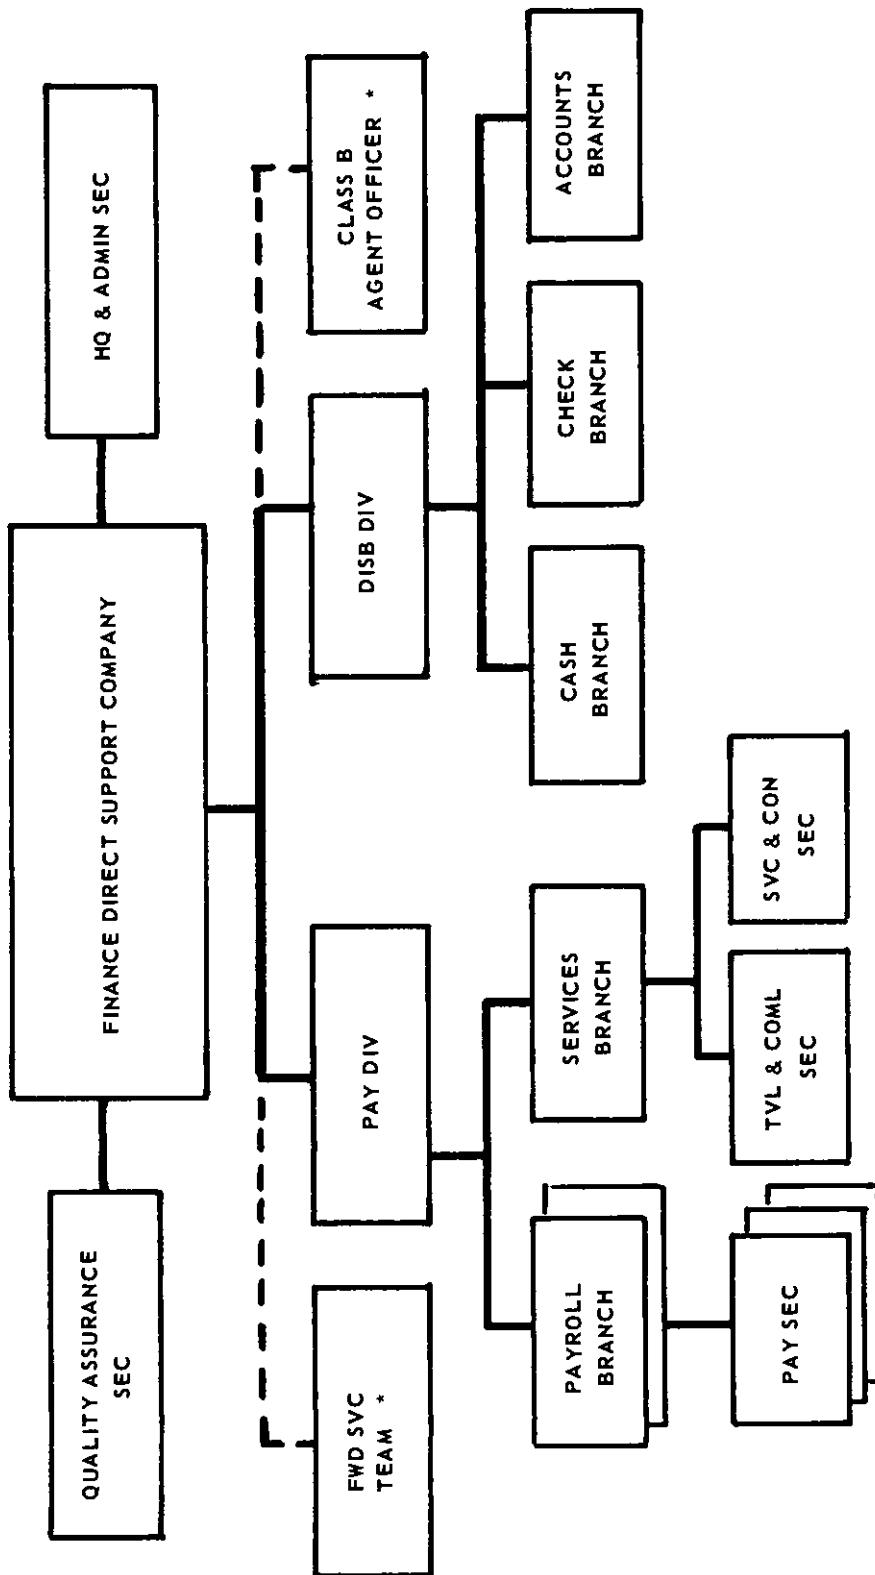 FINANCE DIRECT SUPPORT COMPANY
QUALITY ASSURANCE
SEC
HQ & ADMIN SEC
FWD SVC
TEAM *
PAY DIV
DISB DIV
CLASS B
AGENT OFFICER *
PAYROLL
BRANCH
SERVICES
BRANCH
CASH
BRANCH
CHECK
BRANCH
ACCOUNTS
BRANCH
PAY SEC
TVL & COML
SEC
SVC & CON
SEC